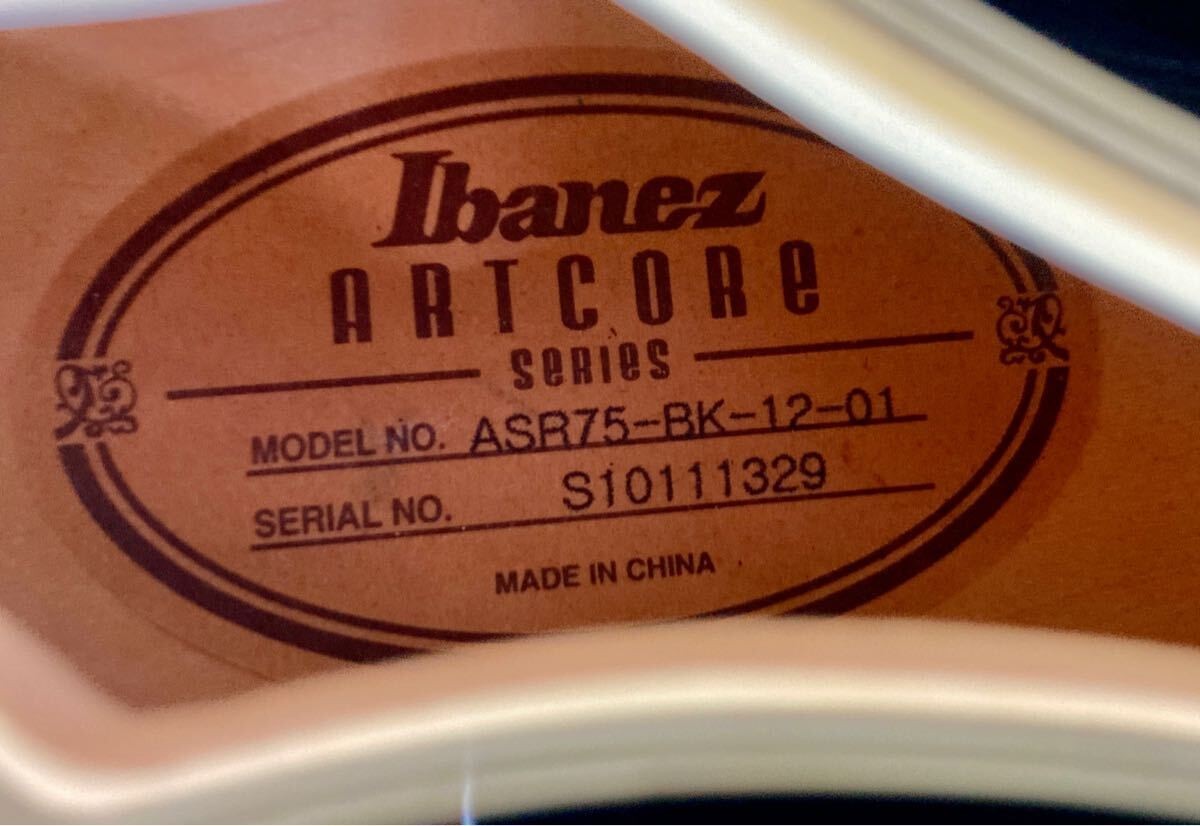 Ibanez
ARTCORE
SERIES
MODEL NO. ASR75-BK-12-01
SERIAL NO. S10111329
MADE IN CHINA